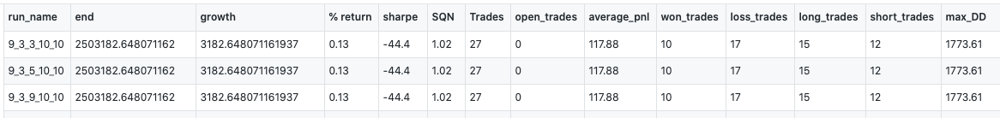 run_name end growth % return sharpe SQN Trades open_trades average_pnl won_trades loss_trades long_trades short_trades max_DD
9_3_3_10_10 2503182.648071162 3182.648071161937 0.13 -44.4 1.02 27 0 117.88 10 17 15 12 1773.61
9_3_5_10_10 2503182.648071162 3182.648071161937 0.13 -44.4 1.02 27 0 117.88 10 17 15 12 1773.61
9_3_9_10_10 2503182.648071162 3182.648071161937 0.13 -44.4 1.02 27 0 117.88 10 17 15 12 1773.61